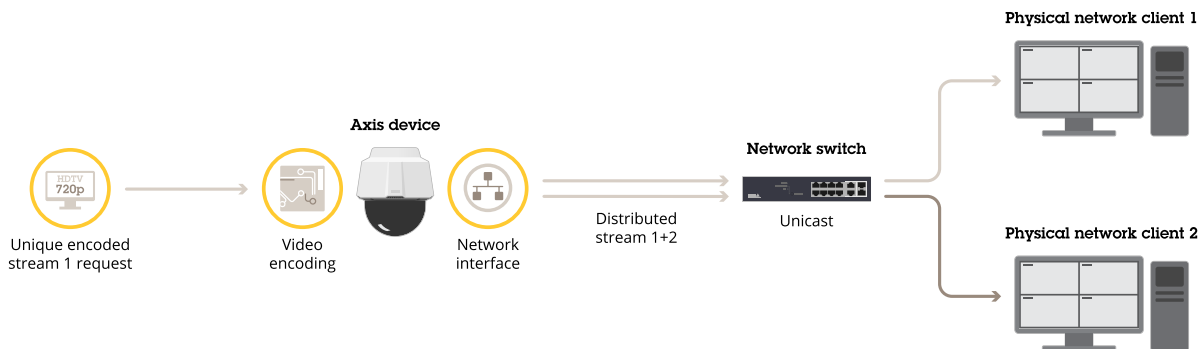 Physical network client 1
Axis device
Network switch
HDTV
720p
Unique encoded
stream 1 request
Video
encoding
Network
interface
Distributed
stream 1+2
Unicast
Physical network client 2